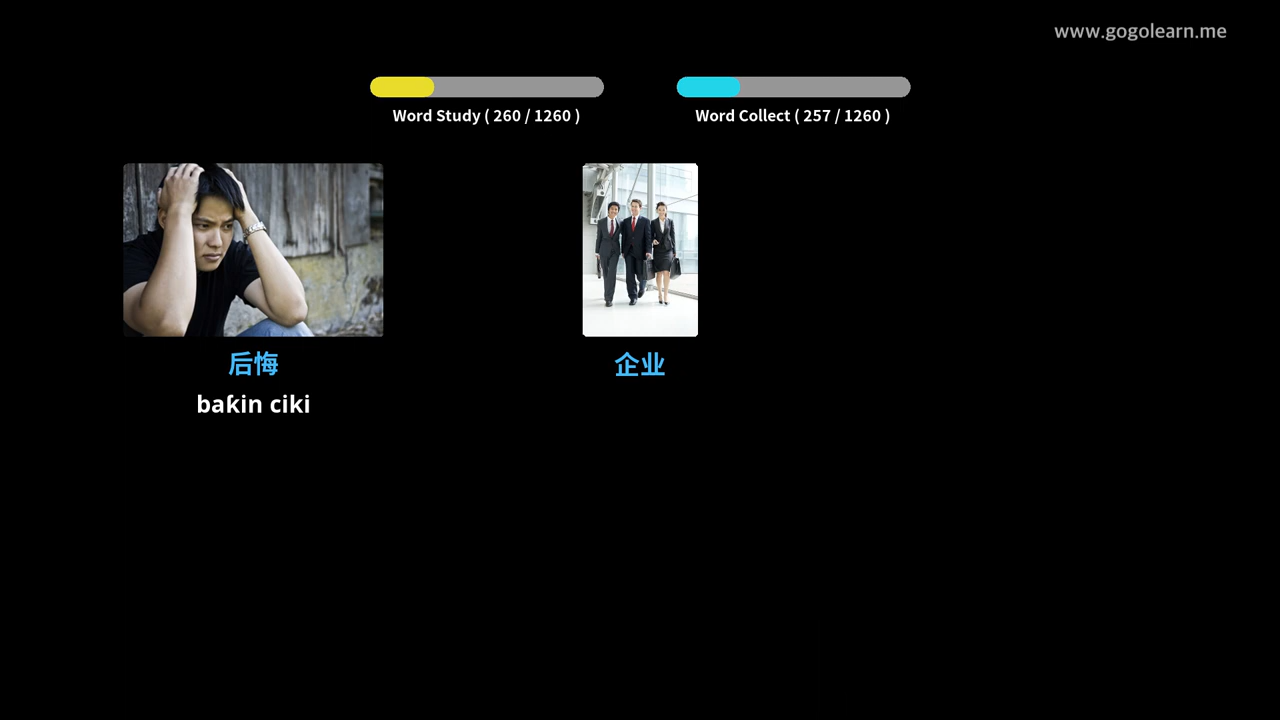 www.gogolearn.me
Word Study ( 260 / 1260 )
Word Collect ( 257 / 1260 )
后悔
baƙin ciki
企业